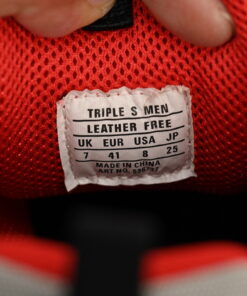 TRIPLE S MEN
LEATHER FREE
UK EUR USA JP
7 41 8 25
MADE IN CHINA
ART NO.